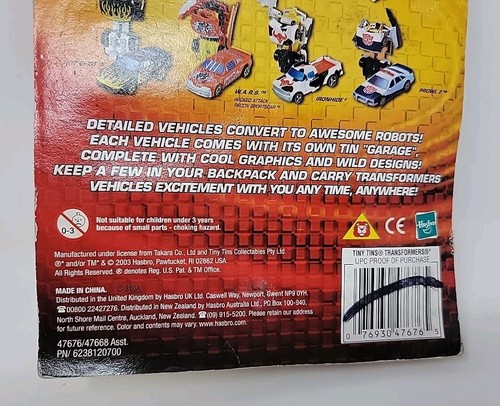 W.A.R.S.™
WICKED ATTACK
RECON SPORTSCAR™
IRONHIDE®
PROWL 2™
DETAILED VEHICLES CONVERT TO AWESOME ROBOTS!
EACH VEHICLE COMES WITH ITS OWN TIN "GARAGE",
COMPLETE WITH COOL GRAPHICS AND WILD DESIGNS!
KEEP A FEW IN YOUR BACKPACK AND CARRY TRANSFORMERS
VEHICLES EXCITEMENT WITH YOU ANY TIME, ANYWHERE!
0-3
Not suitable for children under 3 years
because of small parts - choking hazard.
CE
Hasbro
Manufactured under license from Takara Co., Ltd and Tiny Tins Collectables Pty Ltd.
®* and/or TM* & © 2003 Hasbro, Pawtucket, RI 02862 USA.
All Rights Reserved. ® denotes Reg. U.S. Pat. & TM Office.
MADE IN CHINA.
Distributed in the United Kingdom by Hasbro UK Ltd. Caswell Way, Newport, Gwent NP9 0YH.
☎00800 22427276. Distributed in New Zealand by Hasbro Australia Ltd., PO Box 100-940,
North Shore Mail Centre, Auckland, New Zealand. ☎(09) 915-5200. Please retain our address
for future reference. Color and contents may vary. www.hasbro.com.
47676/47668 Asst.
PN/ 6238120700
TINY TINS® TRANSFORMERS®*
UPC PROOF OF PURCHASE
0 76930 47676 5